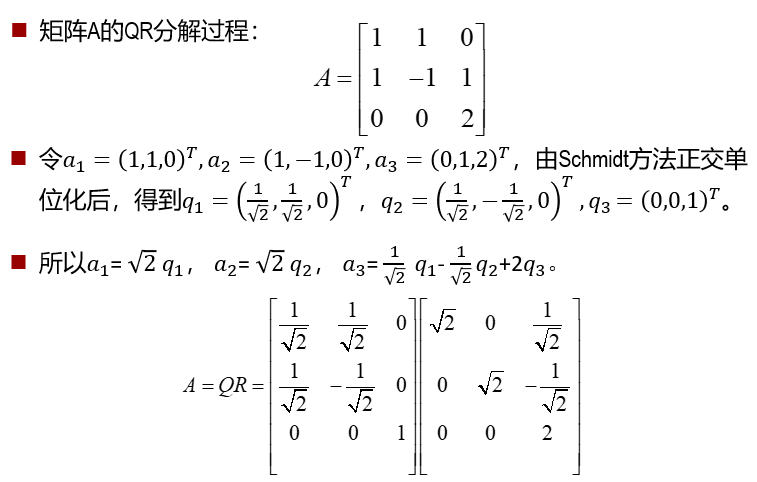 ■ 矩阵A的QR分解过程：
$A=\begin{bmatrix}1 & 1 & 0\\ 1 & -1 & 1\\ 0 & 0 & 2\end{bmatrix}$
■ 令$a_1=(1,1,0)^T,a_2=(1,-1,0)^T,a_3=(0,1,2)^T$，由Schmidt方法正交单
位化后，得到$q_1=\left(\frac{1}{\sqrt{2}},\frac{1}{\sqrt{2}},0\right)^T$，$q_2=\left(\frac{1}{\sqrt{2}},-\frac{1}{\sqrt{2}},0\right)^T,q_3=(0,0,1)^T$。
■ 所以$a_1=\sqrt{2}\,q_1$，$a_2=\sqrt{2}\,q_2$，$a_3=\frac{1}{\sqrt{2}}\,q_1-\frac{1}{\sqrt{2}}q_2+2q_3$。
$A=QR=\begin{bmatrix}\frac{1}{\sqrt{2}} & \frac{1}{\sqrt{2}} & 0\\ \frac{1}{\sqrt{2}} & -\frac{1}{\sqrt{2}} & 0\\ 0 & 0 & 1\end{bmatrix}\begin{bmatrix}\sqrt{2} & 0 & \frac{1}{\sqrt{2}}\\ 0 & \sqrt{2} & -\frac{1}{\sqrt{2}}\\ 0 & 0 & 2\end{bmatrix}$